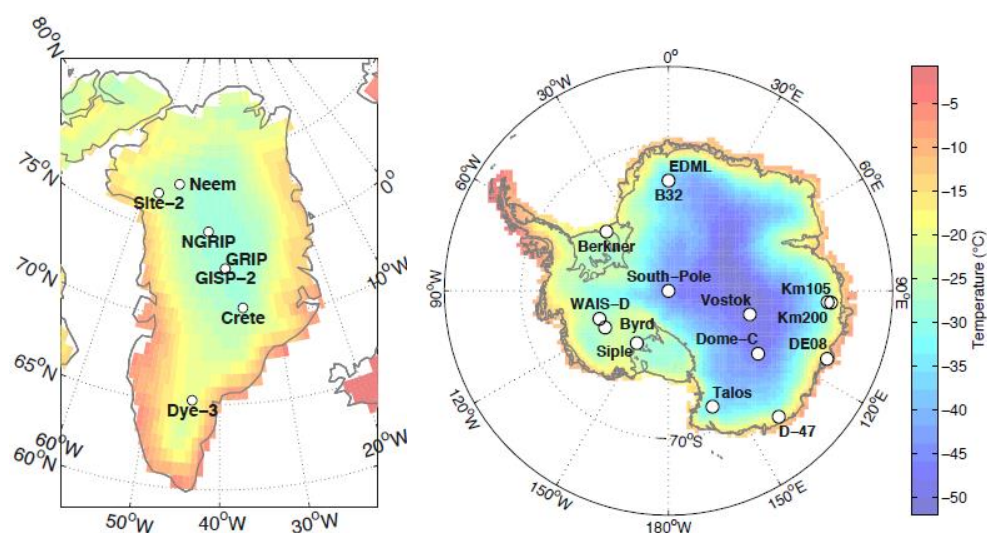 80°N
75°N
70°N
65°N
60°W
60°N
50°W
40°W
30°W
20°W
10°W
0°
Neem
Site-2
NGRIP
GRIP
GISP-2
Crete
Dye-3
0°
30°W
30°E
60°W
60°E
90°W
90°E
120°W
120°E
150°W
150°E
180°W
-70°S
EDML
B32
Berkner
South-Pole
Km105
WAIS-D
Vostok
Km200
Byrd
Siple
Dome-C
DE08
Talos
D-47
-5
-10
-15
-20
-25
-30
-35
-40
-45
-50
Temperature (°C)